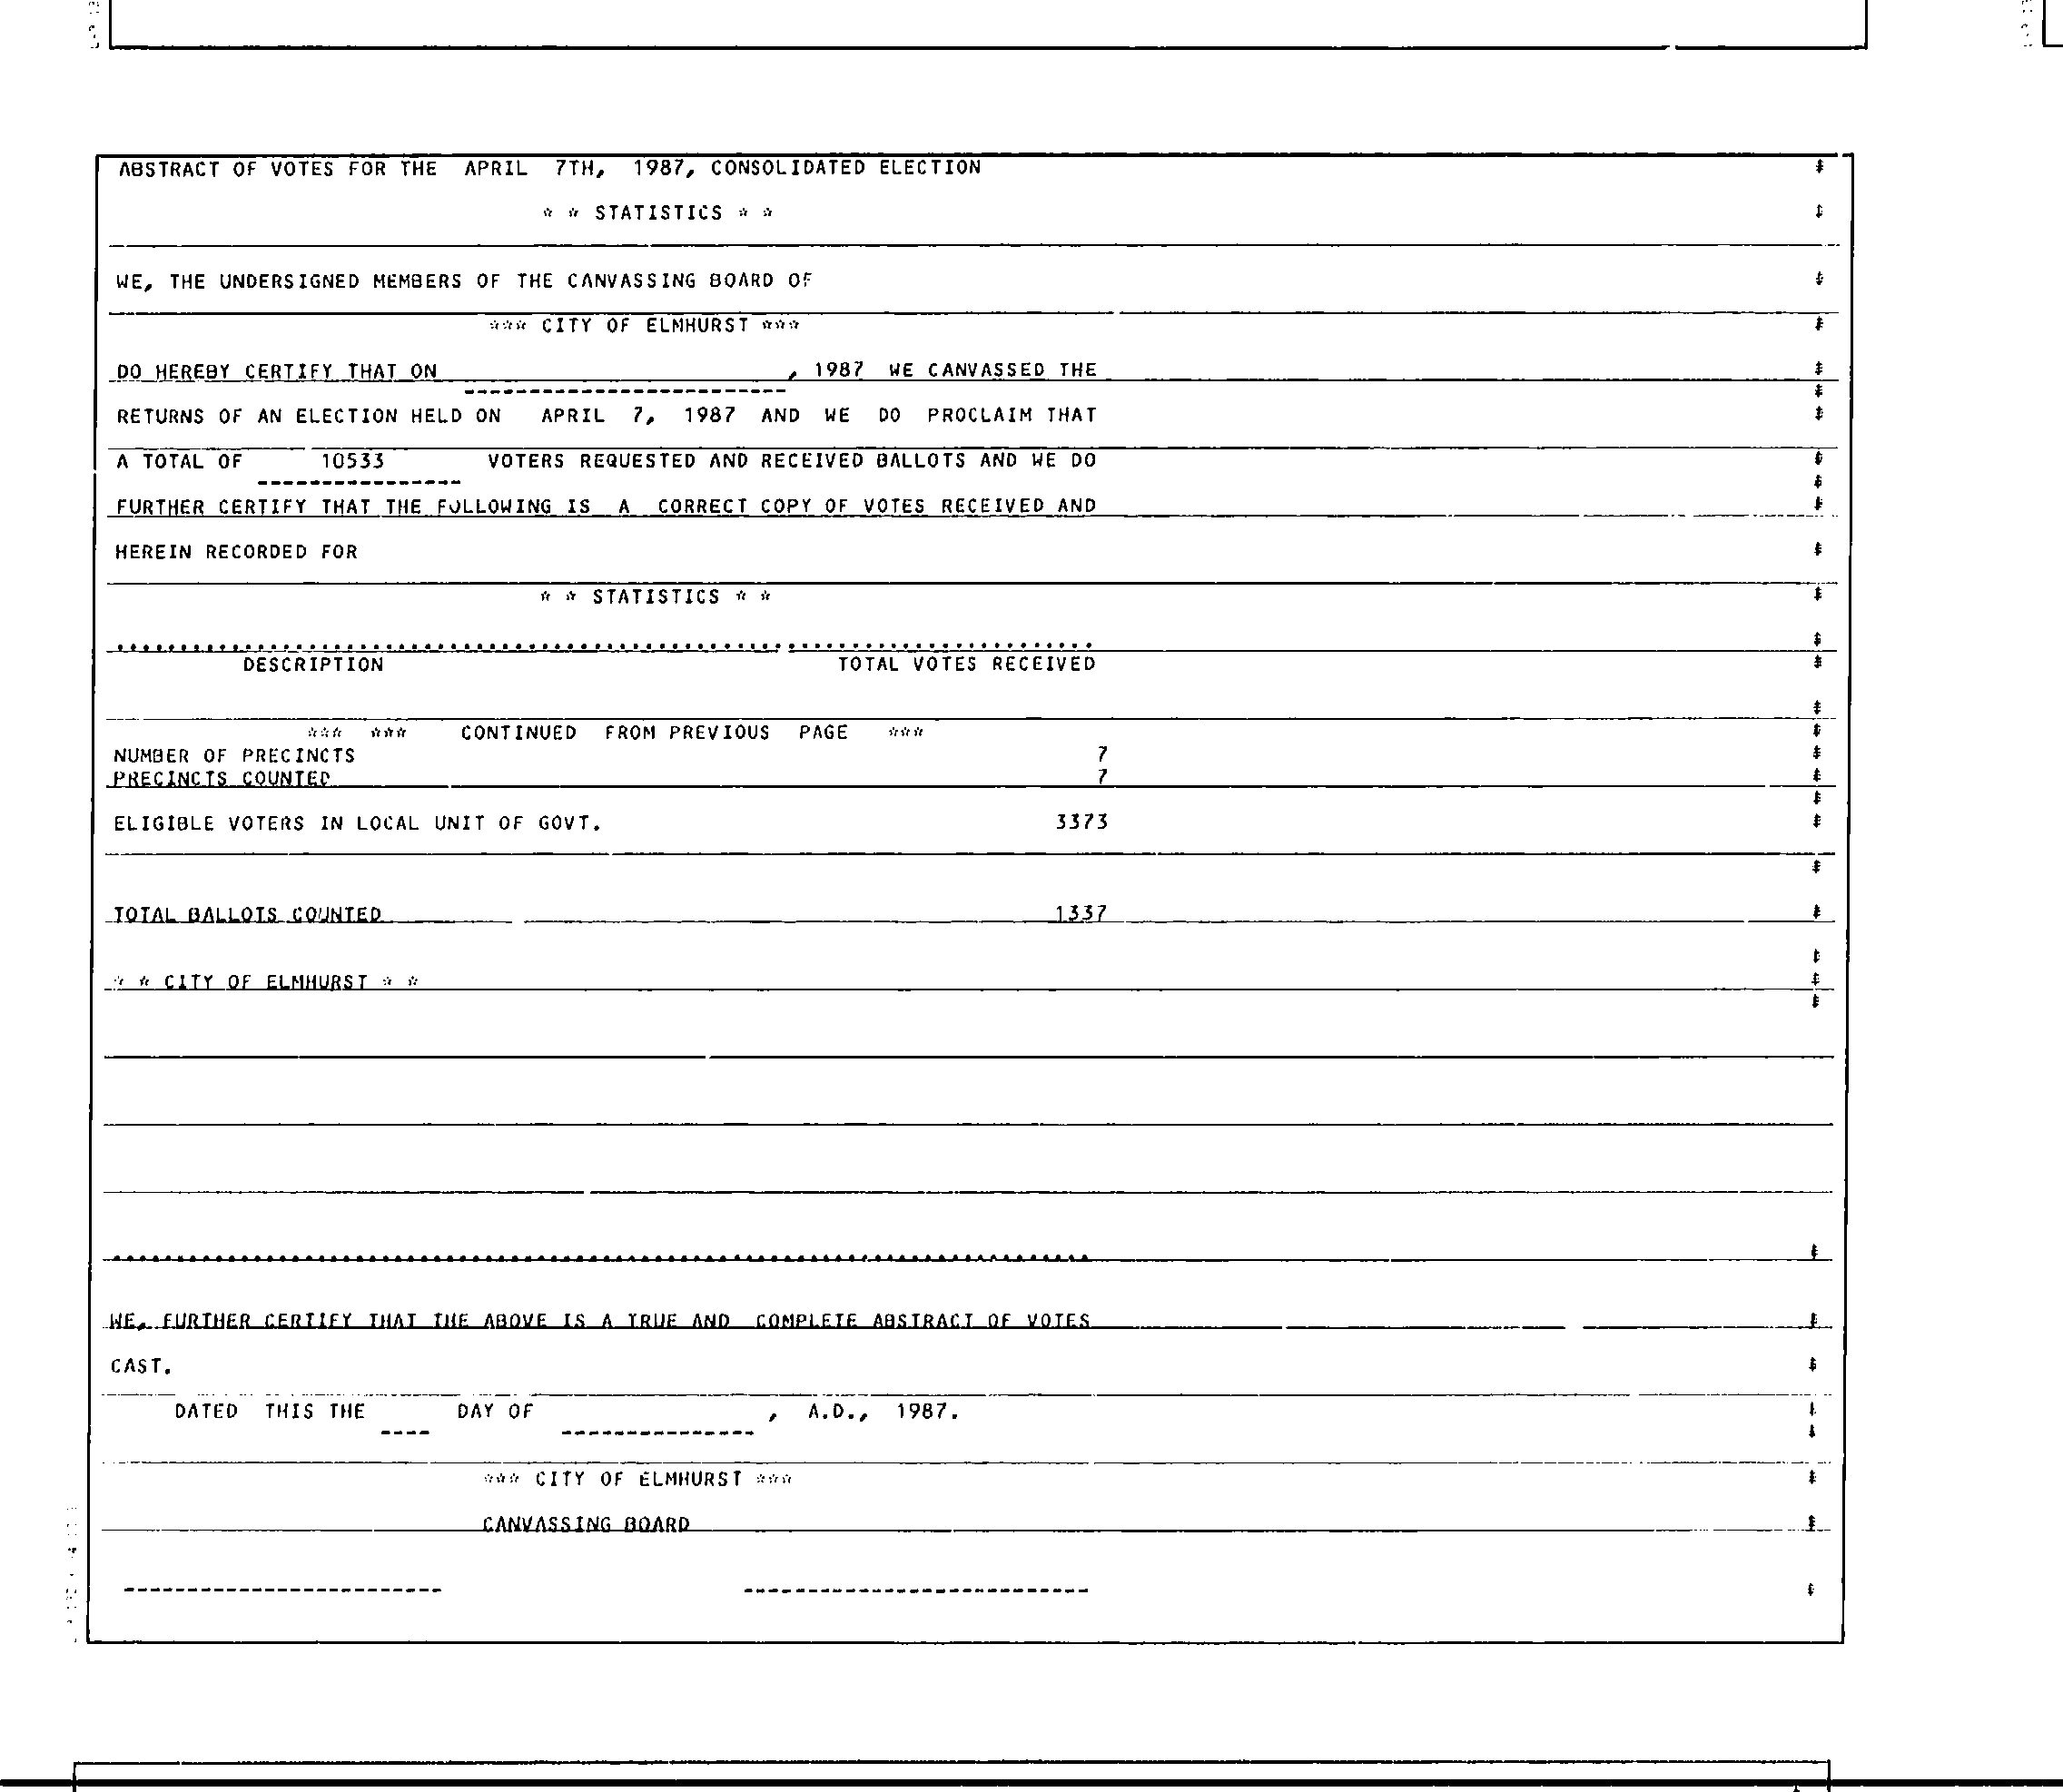 ABSTRACT OF VOTES FOR THE APRIL 7TH, 1987, CONSOLIDATED ELECTION
* * STATISTICS * *
WE, THE UNDERSIGNED MEMBERS OF THE CANVASSING BOARD OF
*** CITY OF ELMHURST ***
DO HEREBY CERTIFY THAT ON ________________, 1987 WE CANVASSED THE
RETURNS OF AN ELECTION HELD ON APRIL 7, 1987 AND WE DO PROCLAIM THAT
A TOTAL OF 10533 VOTERS REQUESTED AND RECEIVED BALLOTS AND WE DO
FURTHER CERTIFY THAT THE FOLLOWING IS A CORRECT COPY OF VOTES RECEIVED AND
HEREIN RECORDED FOR
* * STATISTICS * *
DESCRIPTION TOTAL VOTES RECEIVED
*** *** CONTINUED FROM PREVIOUS PAGE ***
NUMBER OF PRECINCTS 7
PRECINCTS COUNTED 7
ELIGIBLE VOTERS IN LOCAL UNIT OF GOVT. 3373
TOTAL BALLOTS COUNTED 1337
* * CITY OF ELMHURST * *
WE, FURTHER CERTIFY THAT THE ABOVE IS A TRUE AND COMPLETE ABSTRACT OF VOTES
CAST.
DATED THIS THE ____ DAY OF ____________, A.D., 1987.
*** CITY OF ELMHURST ***
CANVASSING BOARD